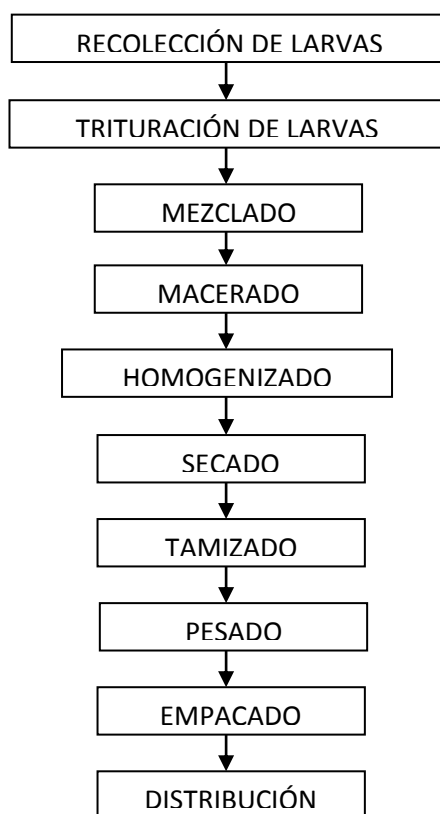 RECOLECCIÓN DE LARVAS
TRITURACIÓN DE LARVAS
MEZCLADO
MACERADO
HOMOGENIZADO
SECADO
TAMIZADO
PESADO
EMPACADO
DISTRIBUCIÓN